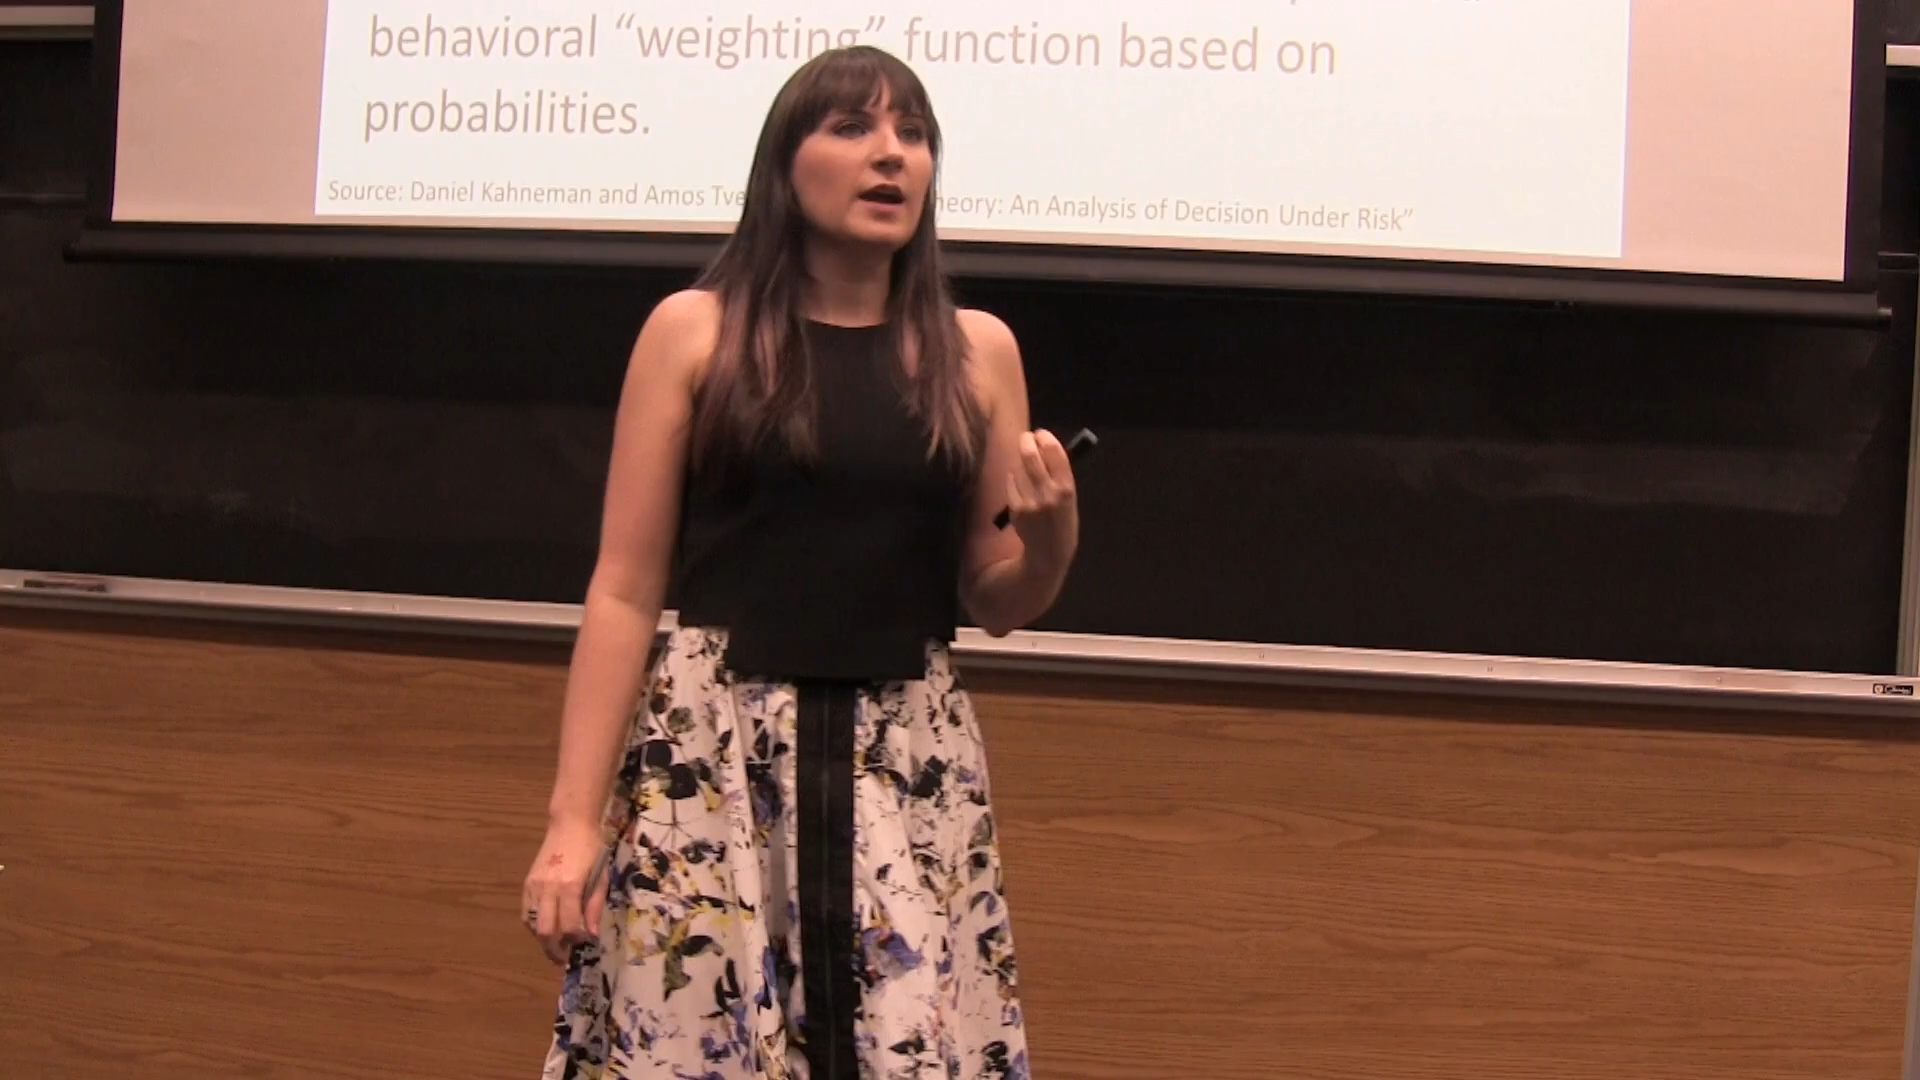 behavioral “weighting” function based on
probabilities.
Source: Daniel Kahneman and Amos Tve heory: An Analysis of Decision Under Risk”